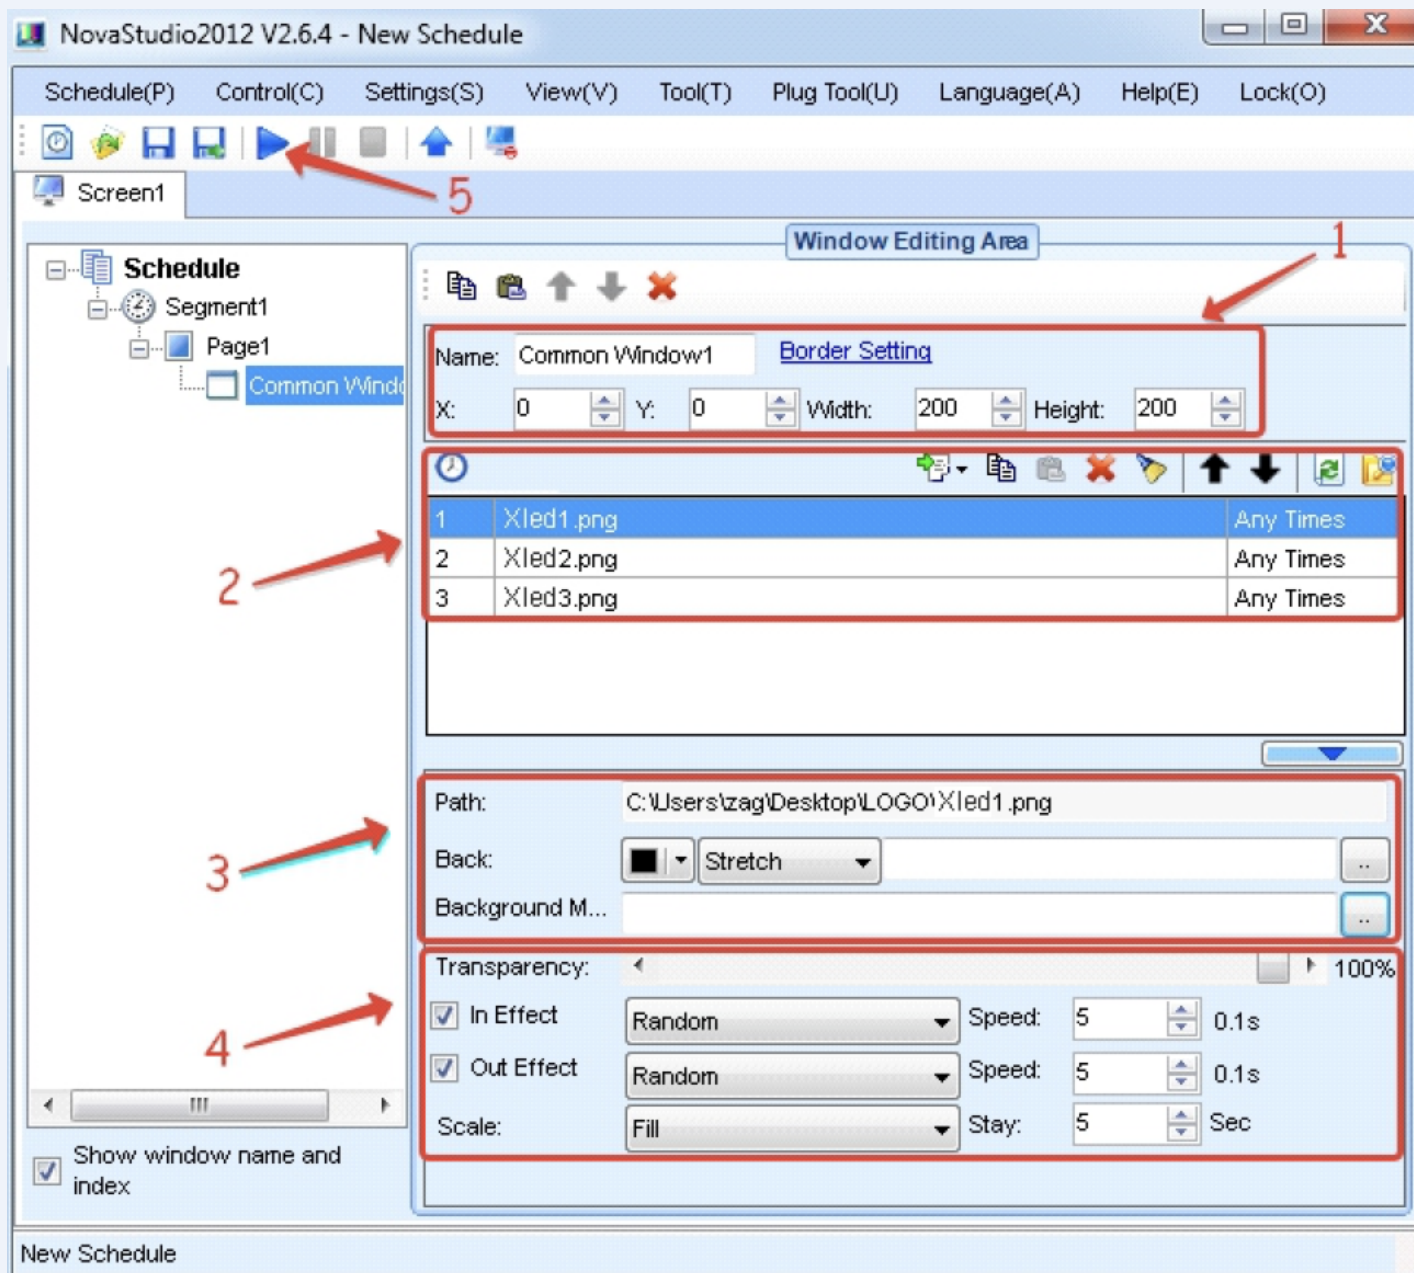 NovaStudio2012 V2.6.4 - New Schedule
Schedule(P) Control(C) Settings(S) View(V) Tool(T) Plug Tool(U) Language(A) Help(E) Lock(O)
5
Screen1
Window Editing Area
1
Schedule
Segment1
Page1
Common Windo
Name: Common Window1 Border Setting
X: 0 Y: 0 Width: 200 Height: 200
2
1 Xled1.png Any Times
2 Xled2.png Any Times
3 Xled3.png Any Times
3
Path: C:\Users\zag\Desktop\LOGO\Xled1.png
Back: Stretch ..
Background M... ..
4
Transparency: 100%
In Effect Random Speed: 5 0.1s
Out Effect Random Speed: 5 0.1s
Scale: Fill Stay: 5 Sec
Show window name and
index
New Schedule